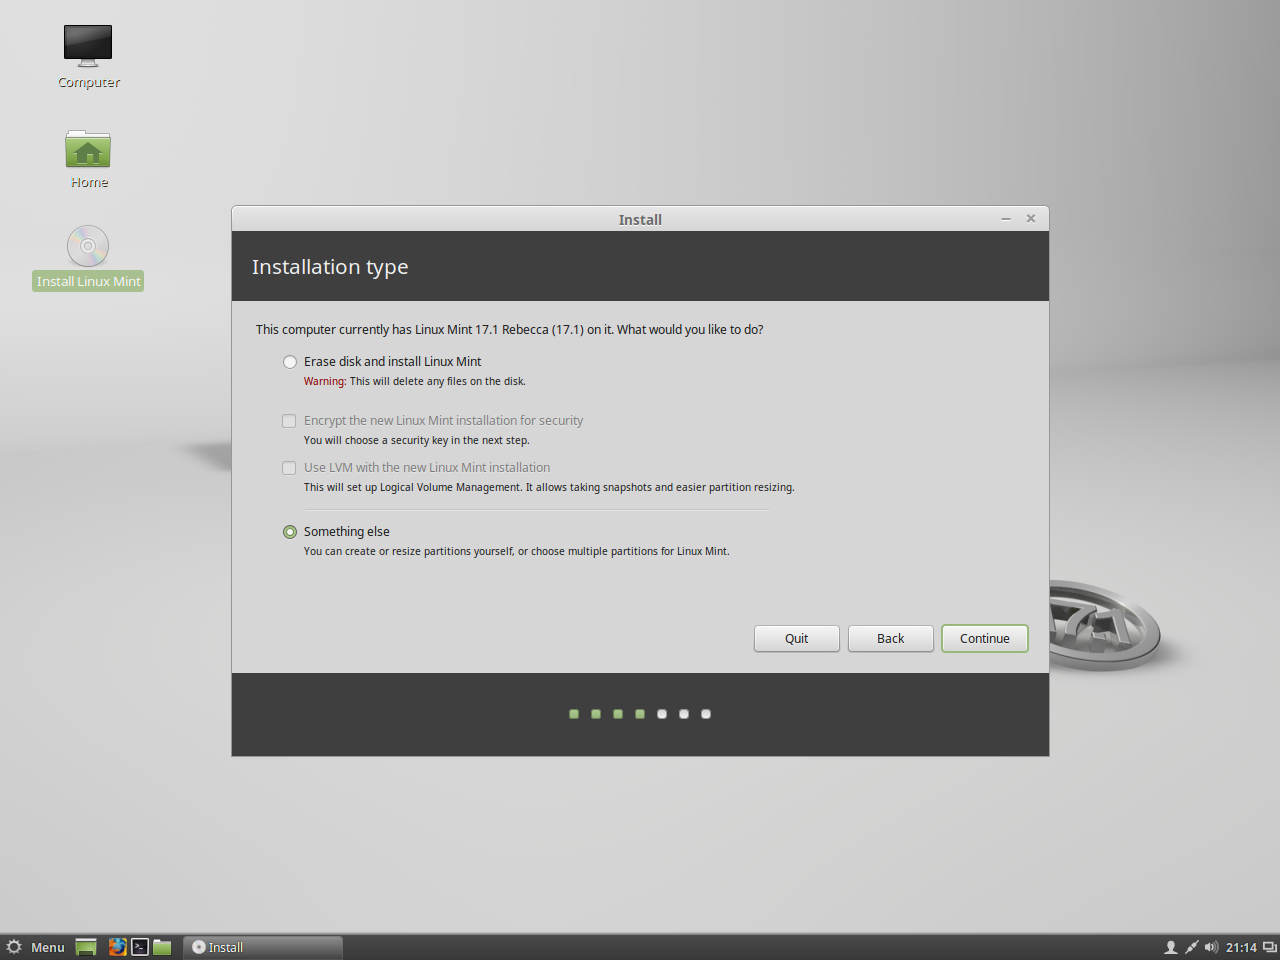 Computer
Home
Install Linux Mint
Install
Installation type
This computer currently has Linux Mint 17.1 Rebecca (17.1) on it. What would you like to do?
Erase disk and install Linux Mint
Warning: This will delete any files on the disk.
Encrypt the new Linux Mint installation for security
You will choose a security key in the next step.
Use LVM with the new Linux Mint installation
This will set up Logical Volume Management. It allows taking snapshots and easier partition resizing.
Something else
You can create or resize partitions yourself, or choose multiple partitions for Linux Mint.
Quit Back Continue
17.1
Menu Install 21:14